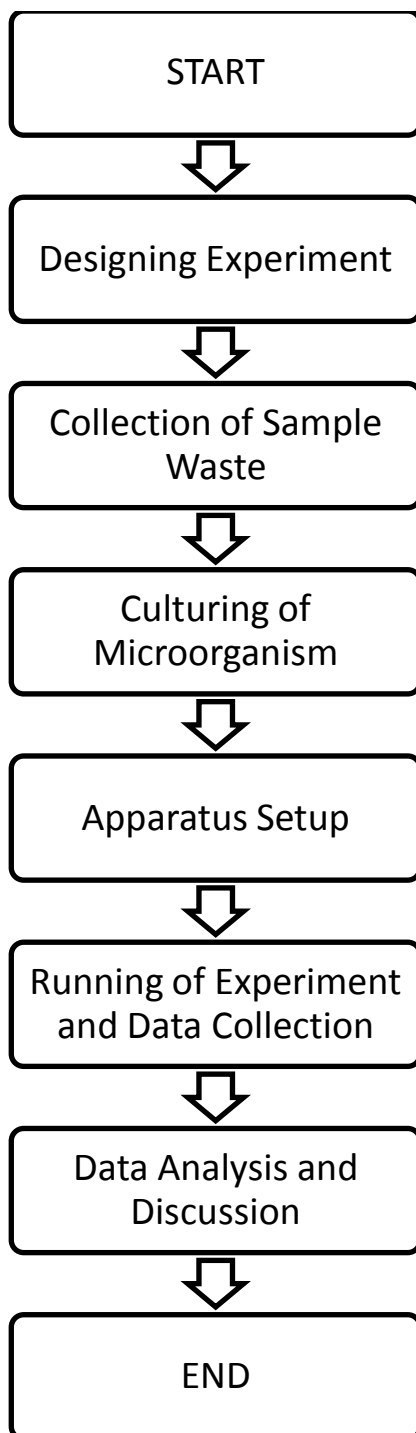 START
Designing Experiment
Collection of Sample
Waste
Culturing of
Microorganism
Apparatus Setup
Running of Experiment
and Data Collection
Data Analysis and
Discussion
END